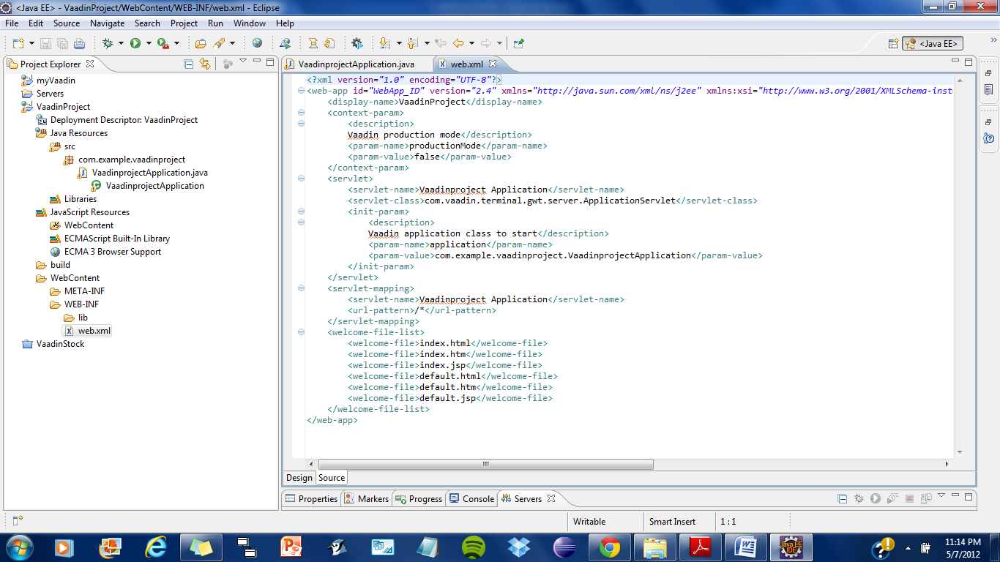 <Java EE> - VaadinProject/WebContent/WEB-INF/web.xml - Eclipse
File Edit Source Navigate Search Project Run Window Help
<Java EE>
Project Explorer
VaadinprojectApplication.java web.xml
myVaadin
Servers
VaadinProject
Deployment Descriptor: VaadinProject
Java Resources
src
com.example.vaadinproject
VaadinprojectApplication.java
VaadinprojectApplication
Libraries
JavaScript Resources
WebContent
ECMAScript Built-In Library
ECMA 3 Browser Support
build
WebContent
META-INF
WEB-INF
lib
web.xml
VaadinStock
<?xml version="1.0" encoding="UTF-8"?>
<web-app id="WebApp_ID" version="2.4" xmlns="http://java.sun.com/xml/ns/j2ee" xmlns:xsi="http://www.w3.org/2001/XMLSchema-inst
<display-name>VaadinProject</display-name>
<context-param>
<description>
Vaadin production mode</description>
<param-name>productionMode</param-name>
<param-value>false</param-value>
</context-param>
<servlet>
<servlet-name>Vaadinproject Application</servlet-name>
<servlet-class>com.vaadin.terminal.gwt.server.ApplicationServlet</servlet-class>
<init-param>
<description>
Vaadin application class to start</description>
<param-name>application</param-name>
<param-value>com.example.vaadinproject.VaadinprojectApplication</param-value>
</init-param>
</servlet>
<servlet-mapping>
<servlet-name>Vaadinproject Application</servlet-name>
<url-pattern>/*</url-pattern>
</servlet-mapping>
<welcome-file-list>
<welcome-file>index.html</welcome-file>
<welcome-file>index.htm</welcome-file>
<welcome-file>index.jsp</welcome-file>
<welcome-file>default.html</welcome-file>
<welcome-file>default.htm</welcome-file>
<welcome-file>default.jsp</welcome-file>
</welcome-file-list>
</web-app>
Design Source
Properties Markers Progress Console Servers
Writable Smart Insert 1 : 1
Java EE
IDE
11:14 PM
5/7/2012